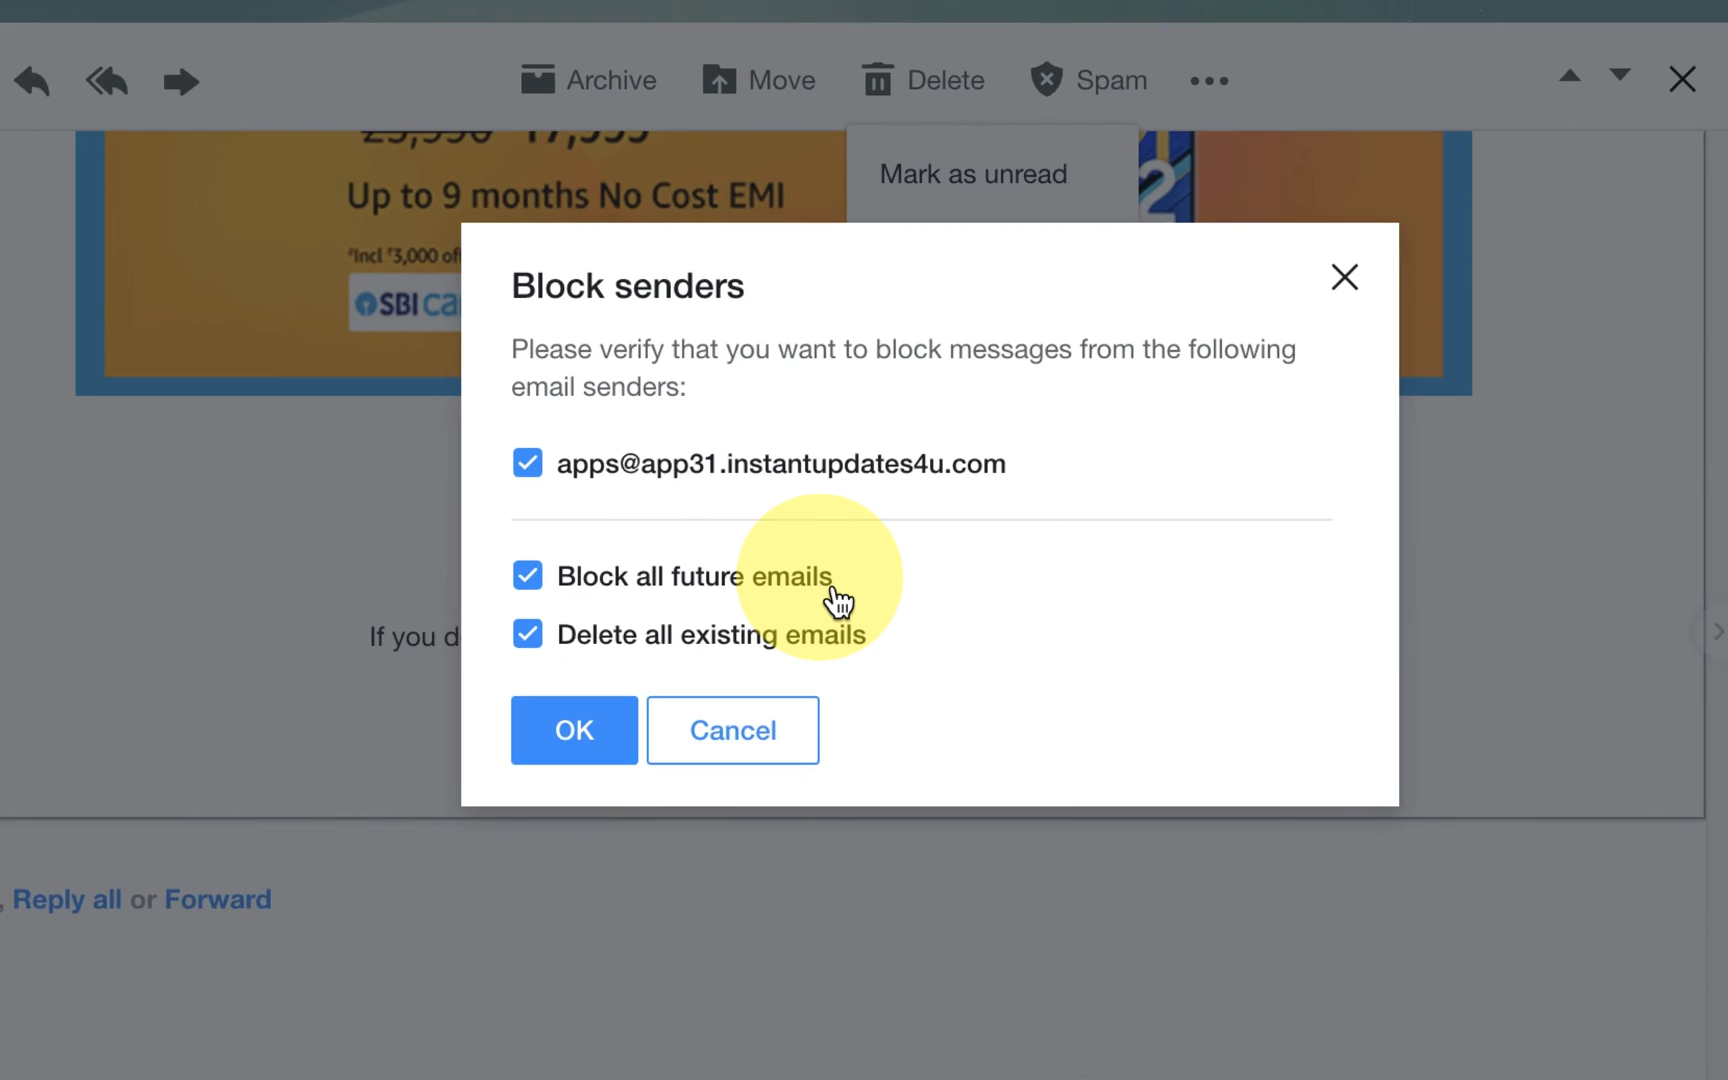 Archive
Move
Delete
Spam
Mark as unread
Up to 9 months No Cost EMI
2
SBI
Block senders
Please verify that you want to block messages from the following
email senders:
apps@app31.instantupdates4u.com
Block all future emails
Delete all existing emails
If you d
OK
Cancel
, Reply all or Forward